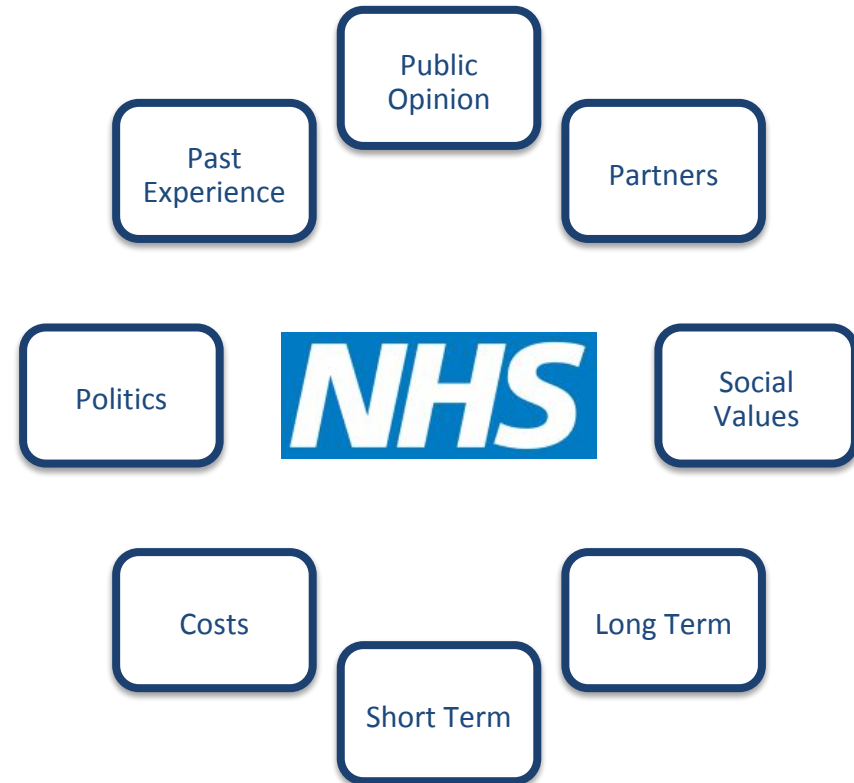 Public
Opinion
Partners
Social
Values
Long Term
Short Term
Costs
Politics
Past
Experience
NHS